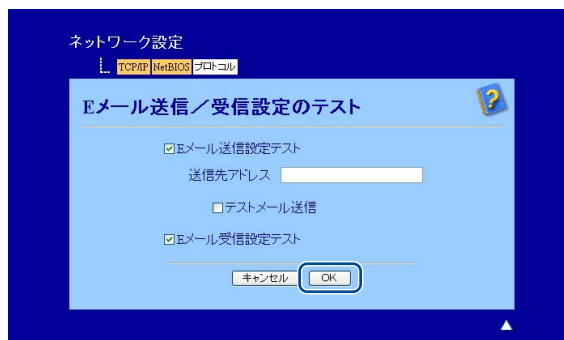 ネットワーク設定
TCP/IP NetBIOS プロトコル
Eメール送信／受信設定のテスト
Eメール送信設定テスト
送信先アドレス
テストメール送信
Eメール受信設定テスト
キャンセル OK